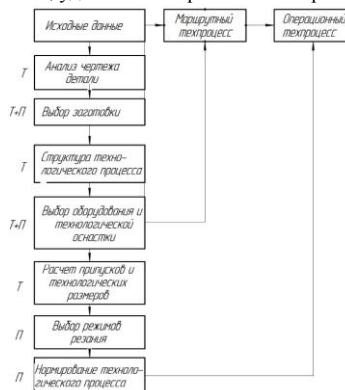 Исходные данные
Маршрутный
техпроцесс
Операционный
техпроцесс
Т
Анализ чертежа
детали
Т+П
Выбор заготовки
Т
Структура техно-
логического процесса
Т+П
Выбор оборудования и
технологической
оснастки
Т
Расчет припусков и
технологических
размеров
П
Выбор режимов
резания
П
Нормирование техноло-
гического процесса